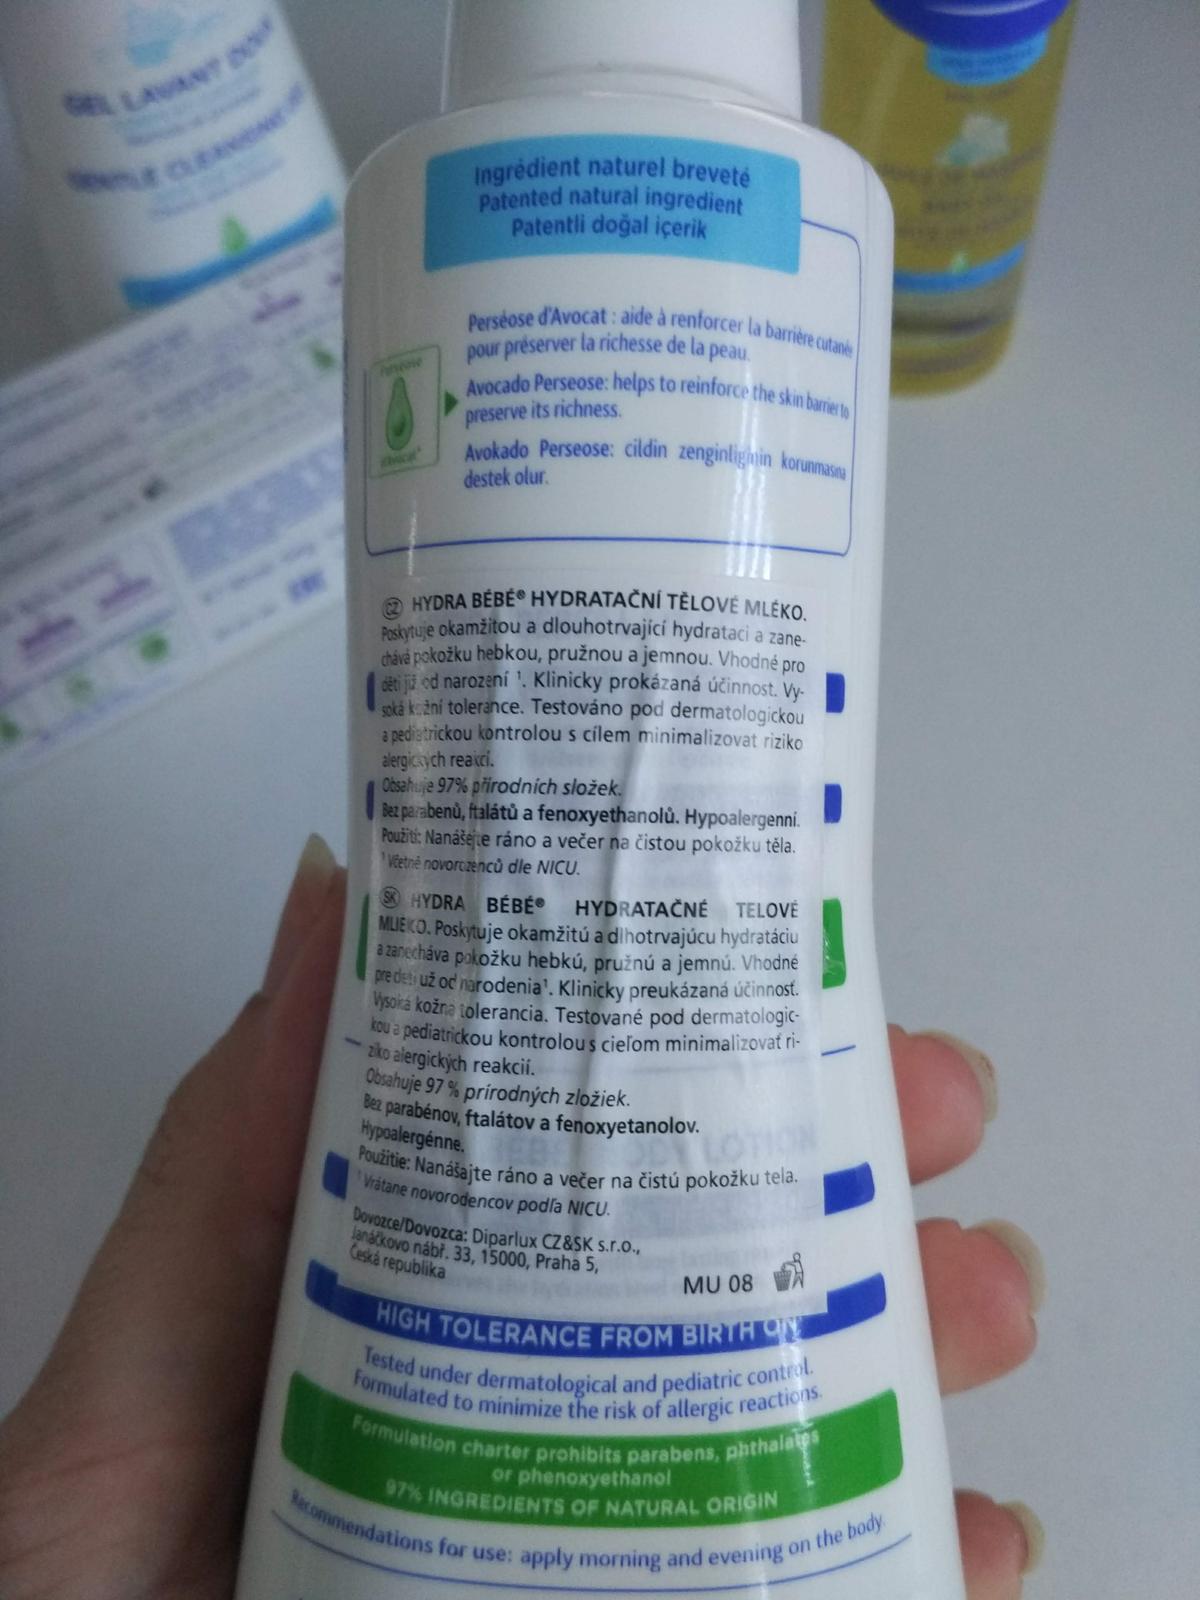 GEL LAVANT DOUX
GENTLE CLEANSING GEL
Ingrédient naturel breveté
Patented natural ingredient
Patentli doğal içerik
Perséose d'Avocat : aide à renforcer la barrière cutanée
pour préserver la richesse de la peau.
Perseose
d'Avocat*
Avocado Perseose: helps to reinforce the skin barrier to
preserve its richness.
Avokado Perseose: cildin zenginliğinin korunmasına
destek olur.
CZ HYDRA BÉBÉ® HYDRATAČNÍ TĚLOVÉ MLÉKO.
Poskytuje okamžitou a dlouhotrvající hydrataci a zane-
chává pokožku hebkou, pružnou a jemnou. Vhodné pro
děti již od narození ¹. Klinicky prokázaná účinnost. Vy-
soká kožní tolerance. Testováno pod dermatologickou
a pediatrickou kontrolou s cílem minimalizovat riziko
alergických reakcí.
Obsahuje 97% přírodních složek.
Bez parabenů, ftalátů a fenoxyethanolů. Hypoalergenní.
Použití: Nanášejte ráno a večer na čistou pokožku těla.
¹ Včetně novorozenců dle NICU.
SK HYDRA BÉBÉ® HYDRATAČNÉ TELOVÉ
MLIEKO. Poskytuje okamžitú a dlhotrvajúcu hydratáciu
a zanecháva pokožku hebkú, pružnú a jemnú. Vhodné
pre deti už od narodenia¹. Klinicky preukázaná účinnosť.
Vysoká kožna tolerancia. Testované pod dermatologic-
kou a pediatrickou kontrolou s cieľom minimalizovať ri-
ziko alergických reakcií.
Obsahuje 97 % prírodných zložiek.
Bez parabénov, ftalátov a fenoxyetanolov.
Hypoalergénne.
Použitie: Nanášajte ráno a večer na čistú pokožku tela.
¹ Vrátane novorodencov podľa NICU.
Dovozce/Dovozca: Diparlux CZ&SK s.r.o.,
Janáčkovo nábř. 33, 15000, Praha 5,
Česká republika
MU 08
HIGH TOLERANCE FROM BIRTH ON
Tested under dermatological and pediatric control.
Formulated to minimize the risk of allergic reactions.
Formulation charter prohibits parabens, phthalates
or phenoxyethanol
97% INGREDIENTS OF NATURAL ORIGIN
Recommendations for use: apply morning and evening on the body.